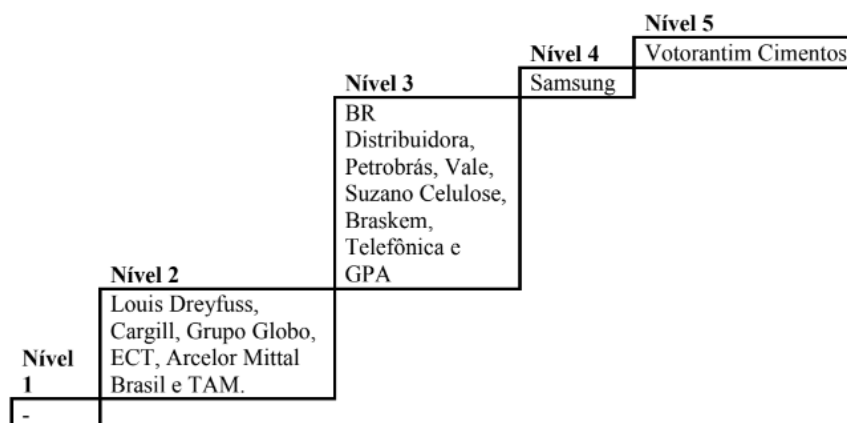 Nível 5
Votorantim Cimentos
Nível 4
Samsung
Nível 3
BR
Distribuidora,
Petrobrás, Vale,
Suzano Celulose,
Braskem,
Telefônica e
GPA
Nível 2
Louis Dreyfuss,
Cargill, Grupo Globo,
ECT, Arcelor Mittal
Brasil e TAM.
Nível
1
-